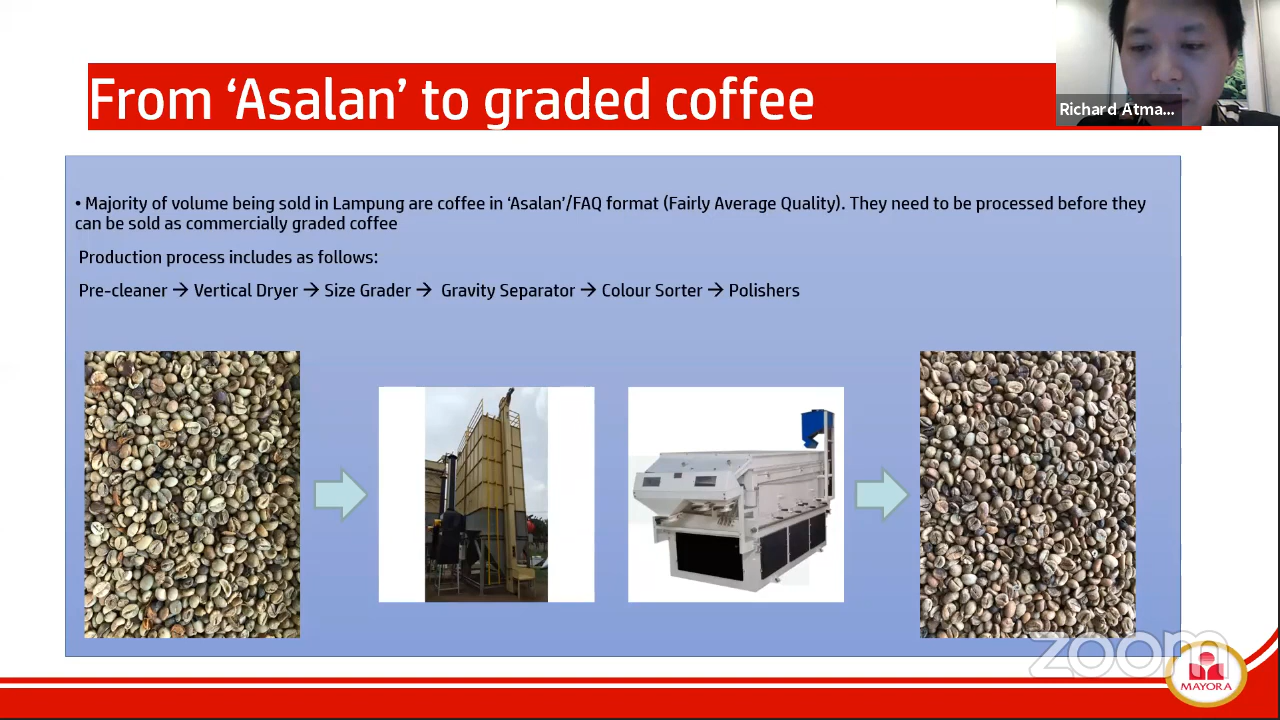 From ‘Asalan’ to graded coffee
Richard Atma...
• Majority of volume being sold in Lampung are coffee in ‘Asalan’/FAQ format (Fairly Average Quality). They need to be processed before they
can be sold as commercially graded coffee
Production process includes as follows:
Pre-cleaner → Vertical Dryer → Size Grader → Gravity Separator → Colour Sorter → Polishers
zoom
MAYORA